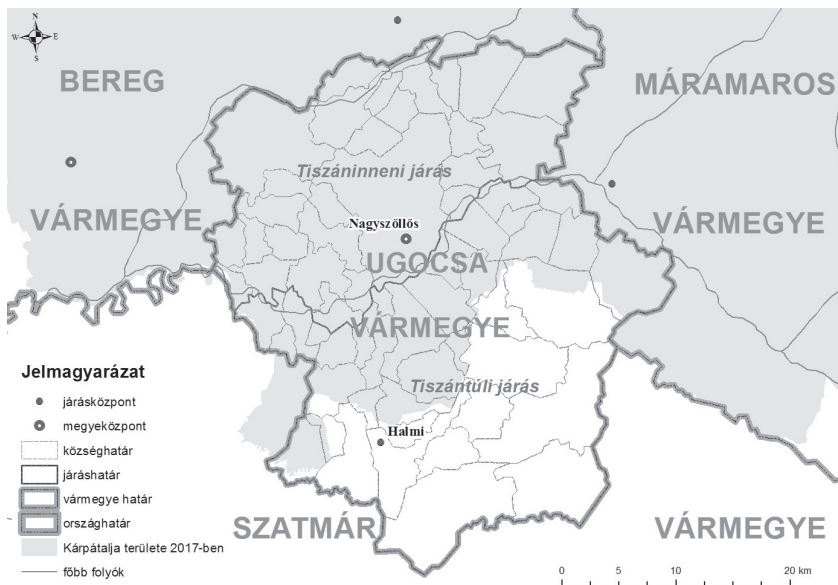 N
W E
S
BEREG
MÁRAMAROS
Tiszáninneni járás
VÁRMEGYE
Nagyszőllős
VÁRMEGYE
UGOCSA
VÁRMEGYE
Tiszántúli járás
Halmi
SZATMÁR
VÁRMEGYE
Jelmagyarázat
járásközpont
megyeközpont
községhatár
járáshatár
vármegye határ
országhatár
Kárpátalja területe 2017-ben
főbb folyók
0 5 10 20 km